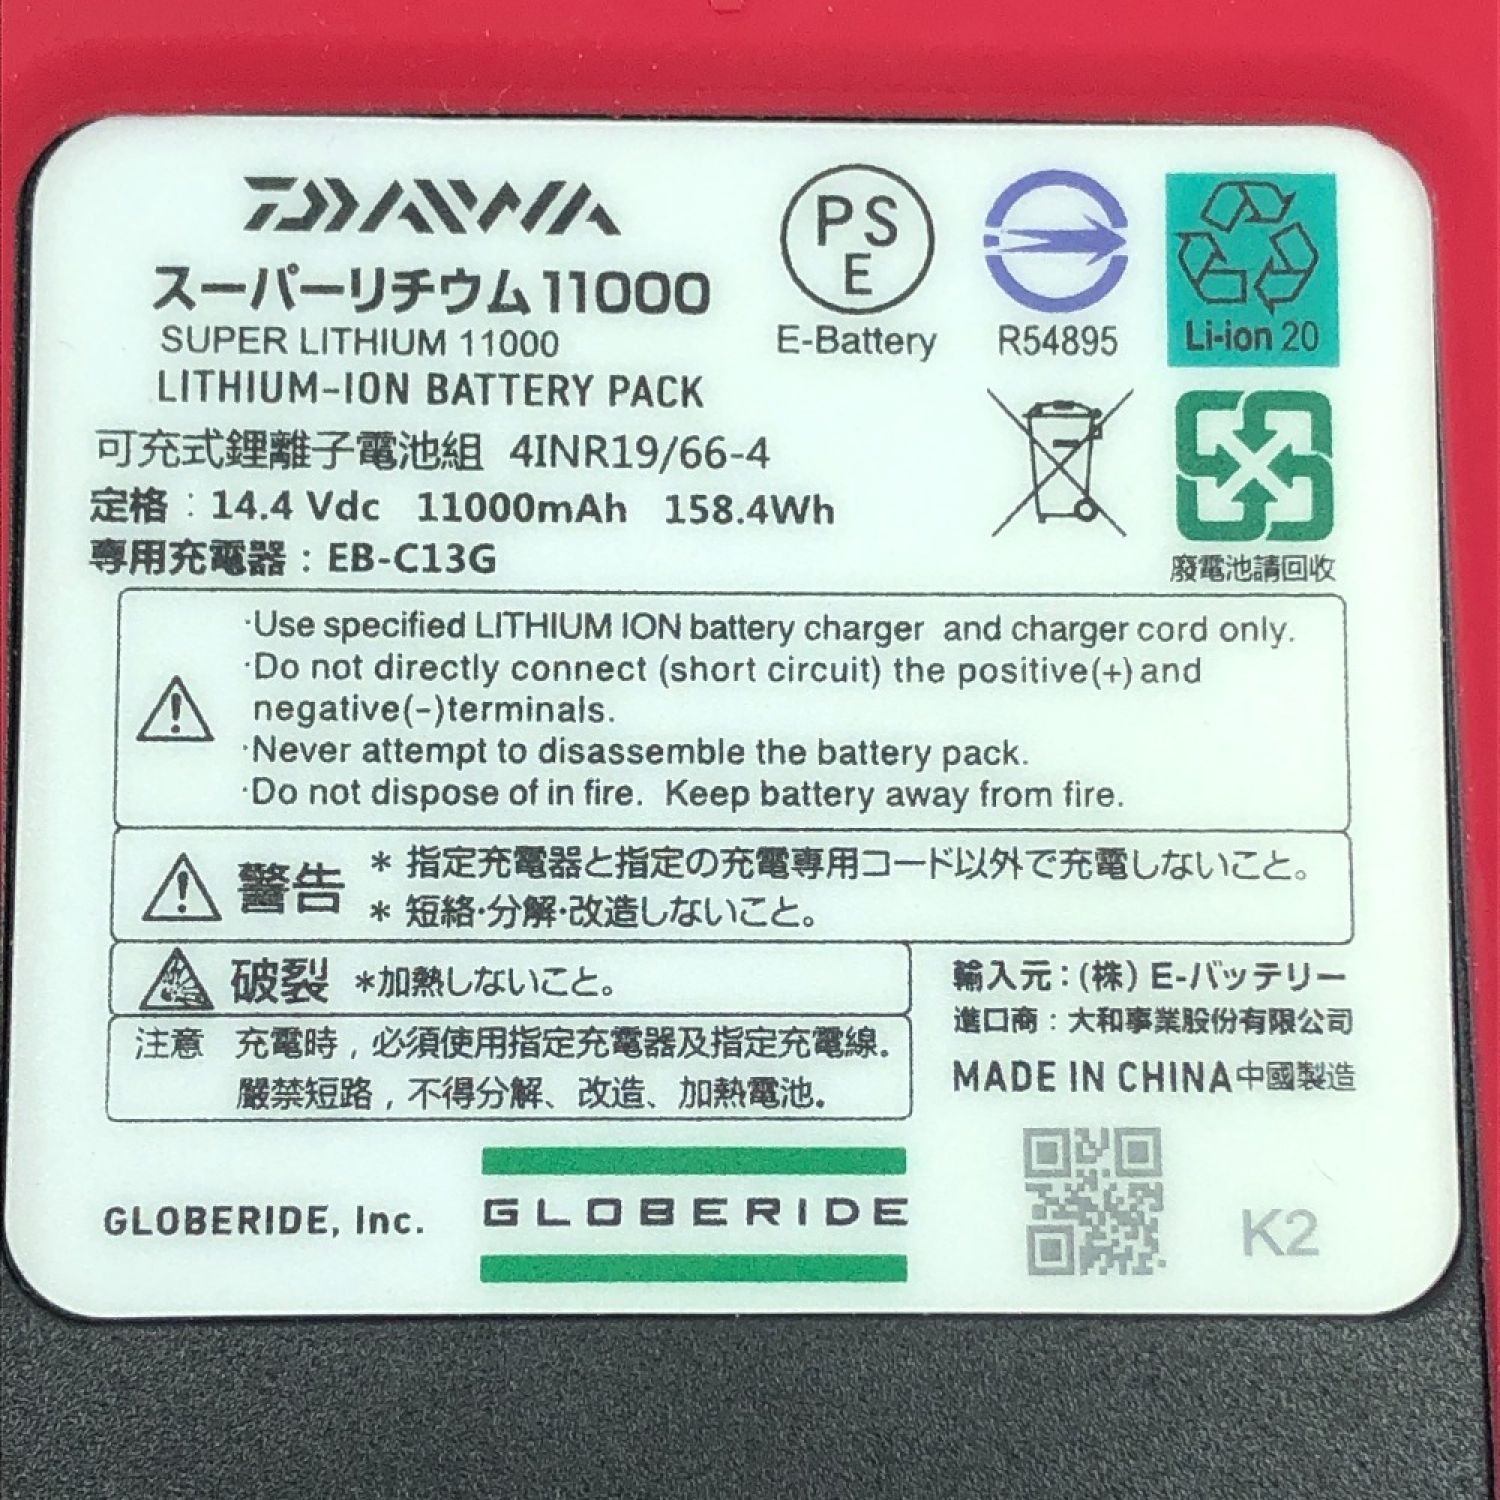 DAIWA
スーパーリチウム11000
SUPER LITHIUM 11000
LITHIUM-ION BATTERY PACK
可充式鋰離子電池組 4INR19/66-4
定格：14.4 Vdc 11000mAh 158.4Wh
専用充電器：EB-C13G
PS
E
E-Battery
R54895
Li-ion 20
廢電池請回收
·Use specified LITHIUM ION battery charger and charger cord only.
·Do not directly connect (short circuit) the positive(+) and
negative(-)terminals.
·Never attempt to disassemble the battery pack.
·Do not dispose of in fire. Keep battery away from fire.
警告
* 指定充電器と指定の充電専用コード以外で充電しないこと。
* 短絡·分解·改造しないこと。
破裂 *加熱しないこと。
注意 充電時，必須使用指定充電器及指定充電線。
嚴禁短路，不得分解、改造、加熱電池。
輸入元：(株) E-バッテリー
進口商：大和事業股份有限公司
MADE IN CHINA 中國製造
GLOBERIDE, Inc.
GLOBERIDE
K2